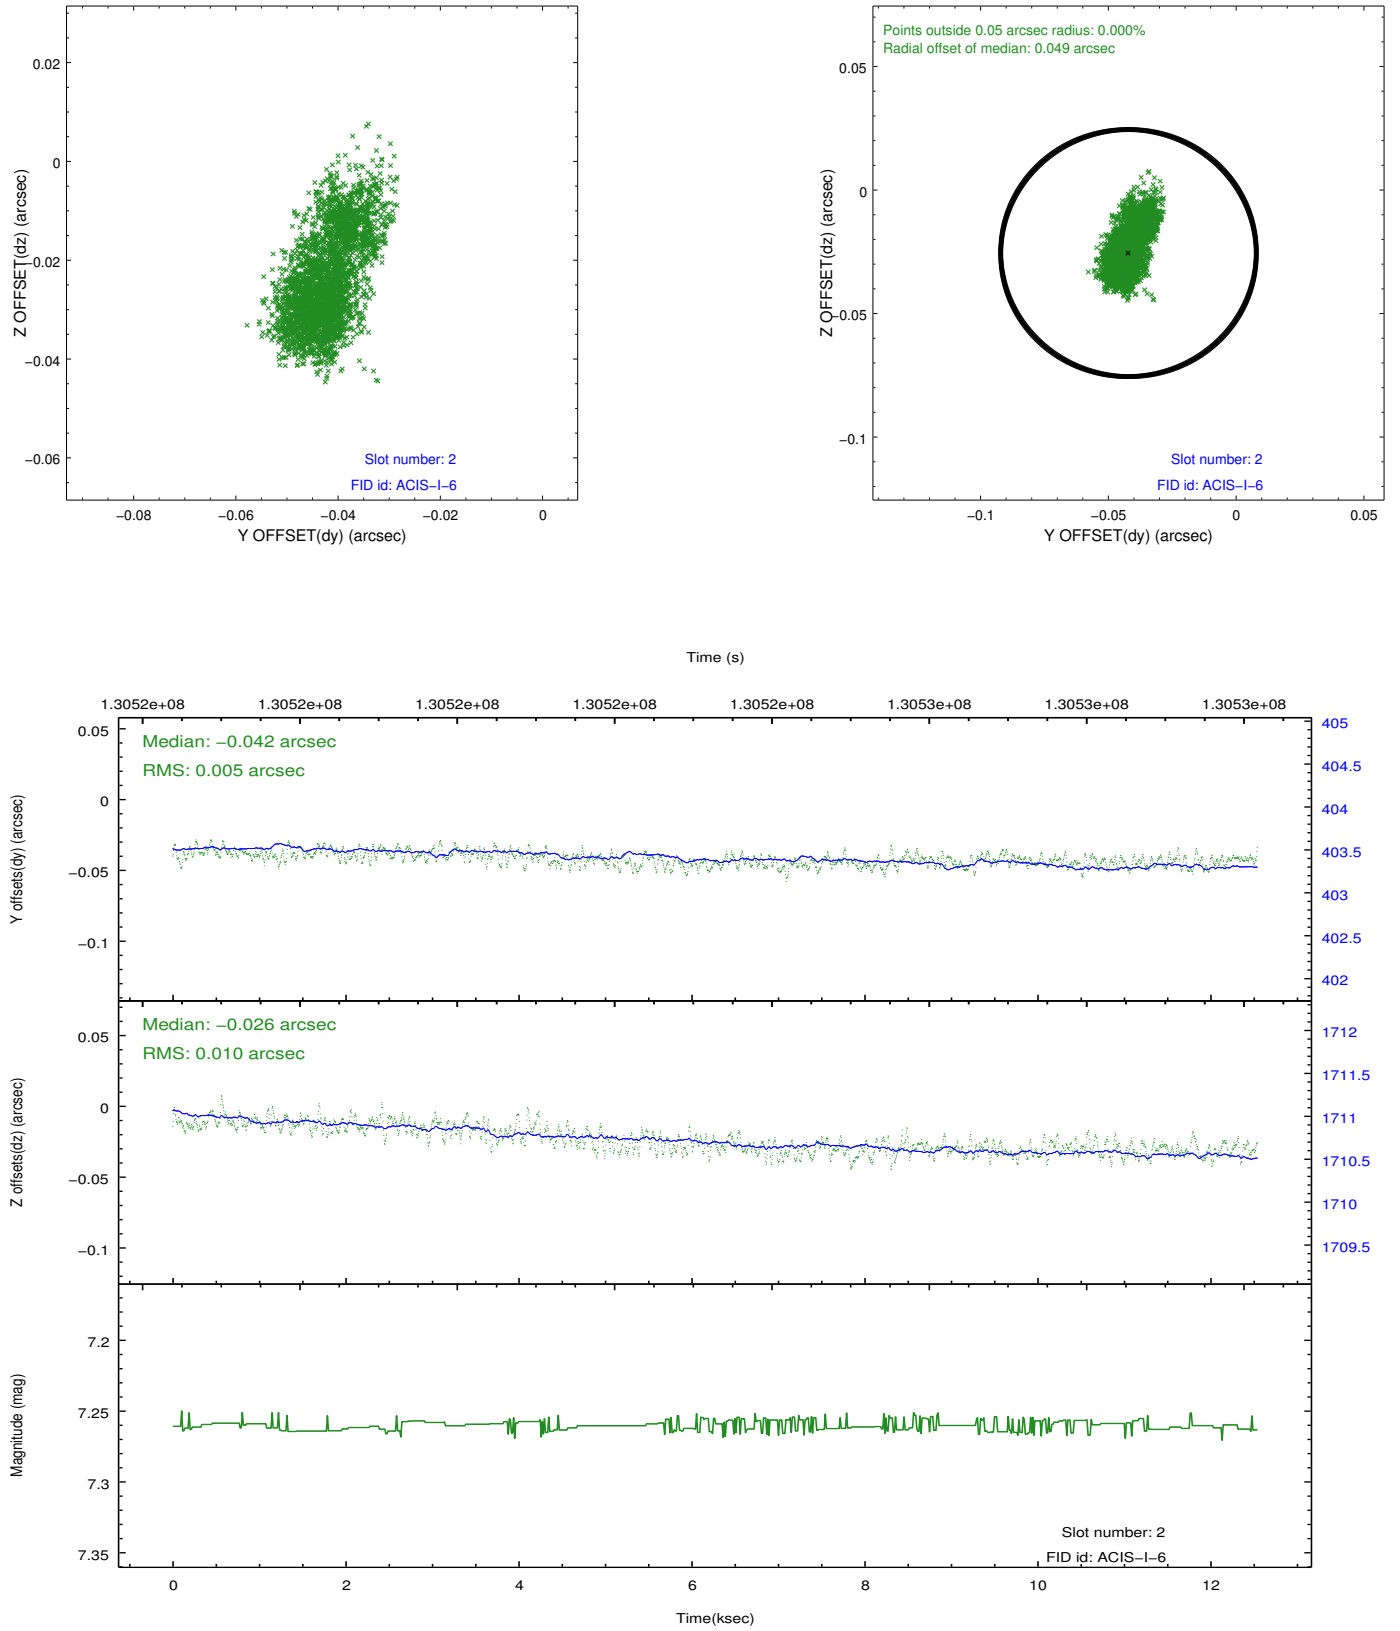 0.02
0
−0.02
−0.04
−0.06
Z OFFSET(dz) (arcsec)
Slot number: 2
FID id: ACIS−I−6
−0.08
−0.06
−0.04
−0.02
0
Y OFFSET(dy) (arcsec)
Points outside 0.05 arcsec radius: 0.000%
Radial offset of median: 0.049 arcsec
0.05
0
−0.05
−0.1
Z OFFSET(dz) (arcsec)
Slot number: 2
FID id: ACIS−I−6
−0.1
−0.05
0
0.05
Y OFFSET(dy) (arcsec)
Time (s)
1.3052e+08
1.3052e+08
1.3052e+08
1.3052e+08
1.3052e+08
1.3053e+08
1.3053e+08
1.3053e+08
Median: −0.042 arcsec
RMS: 0.005 arcsec
0.05
0
−0.05
−0.1
Y offsets(dy) (arcsec)
405
404.5
404
403.5
403
402.5
402
Median: −0.026 arcsec
RMS: 0.010 arcsec
0.05
0
−0.05
−0.1
Z offsets(dz) (arcsec)
1712
1711.5
1711
1710.5
1710
1709.5
7.2
7.25
7.3
7.35
Magnitude (mag)
Slot number: 2
FID id: ACIS−I−6
0
2
4
6
8
10
12
Time(ksec)